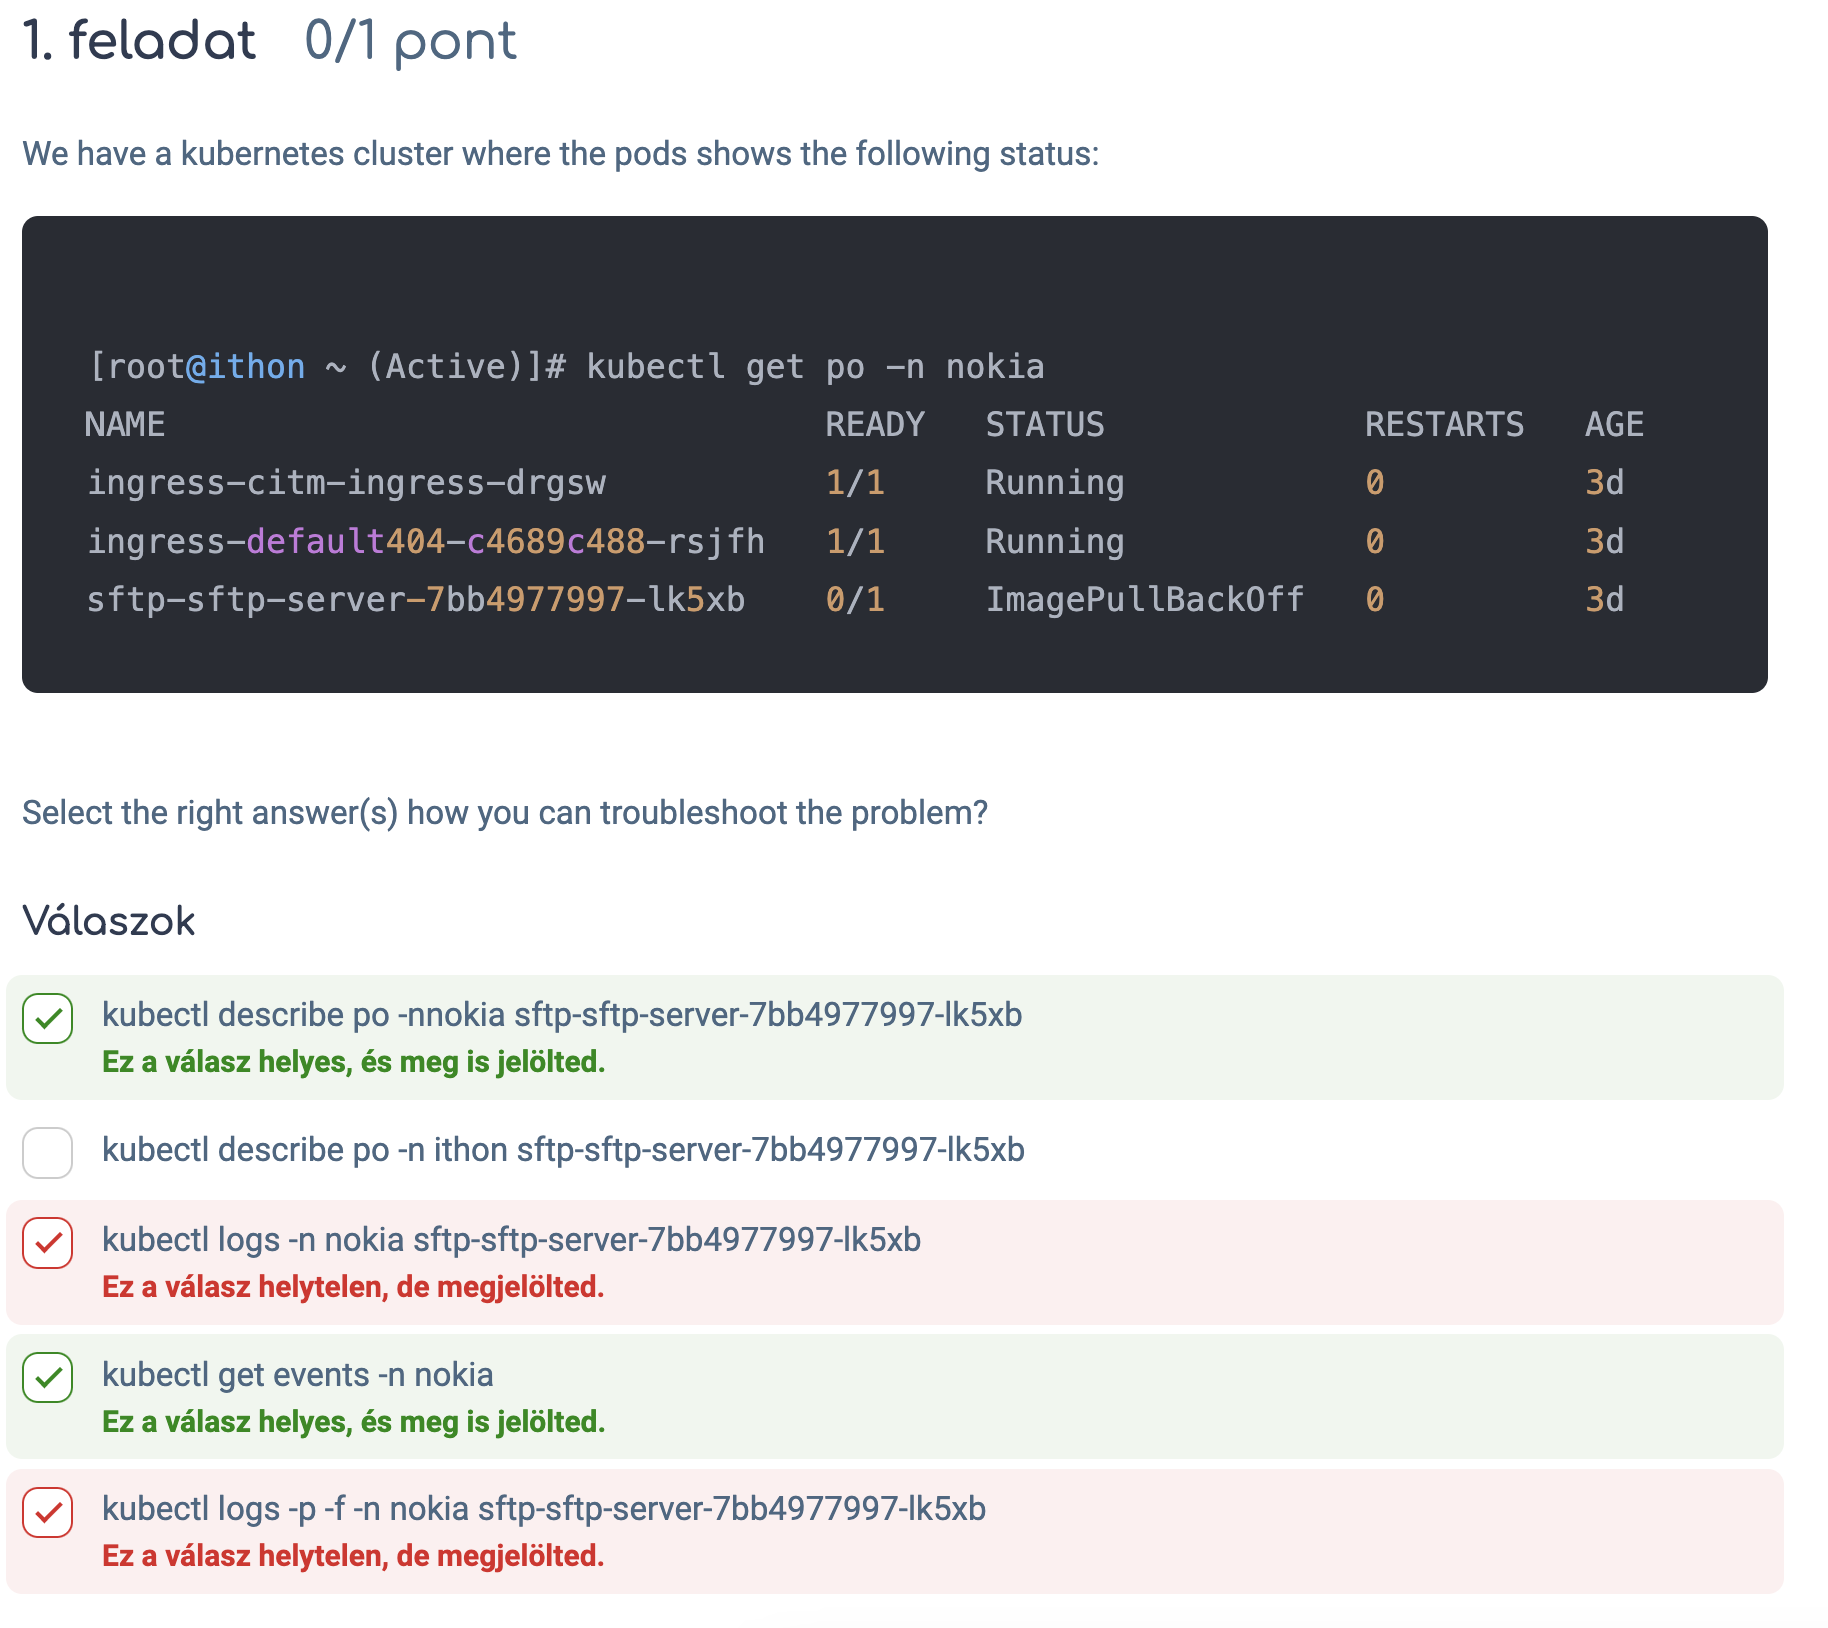 1. feladat 0/1 pont
We have a kubernetes cluster where the pods shows the following status:
[root@ithon ~ (Active)]# kubectl get po -n nokia
NAME READY STATUS RESTARTS AGE
ingress-citm-ingress-drgsw 1/1 Running 0 3d
ingress-default404-c4689c488-rsjfh 1/1 Running 0 3d
sftp-sftp-server-7bb4977997-lk5xb 0/1 ImagePullBackOff 0 3d
Select the right answer(s) how you can troubleshoot the problem?
Válaszok
kubectl describe po -nnokia sftp-sftp-server-7bb4977997-lk5xb
Ez a válasz helyes, és meg is jelölted.
kubectl describe po -n ithon sftp-sftp-server-7bb4977997-lk5xb
kubectl logs -n nokia sftp-sftp-server-7bb4977997-lk5xb
Ez a válasz helytelen, de megjelölted.
kubectl get events -n nokia
Ez a válasz helyes, és meg is jelölted.
kubectl logs -p -f -n nokia sftp-sftp-server-7bb4977997-lk5xb
Ez a válasz helytelen, de megjelölted.